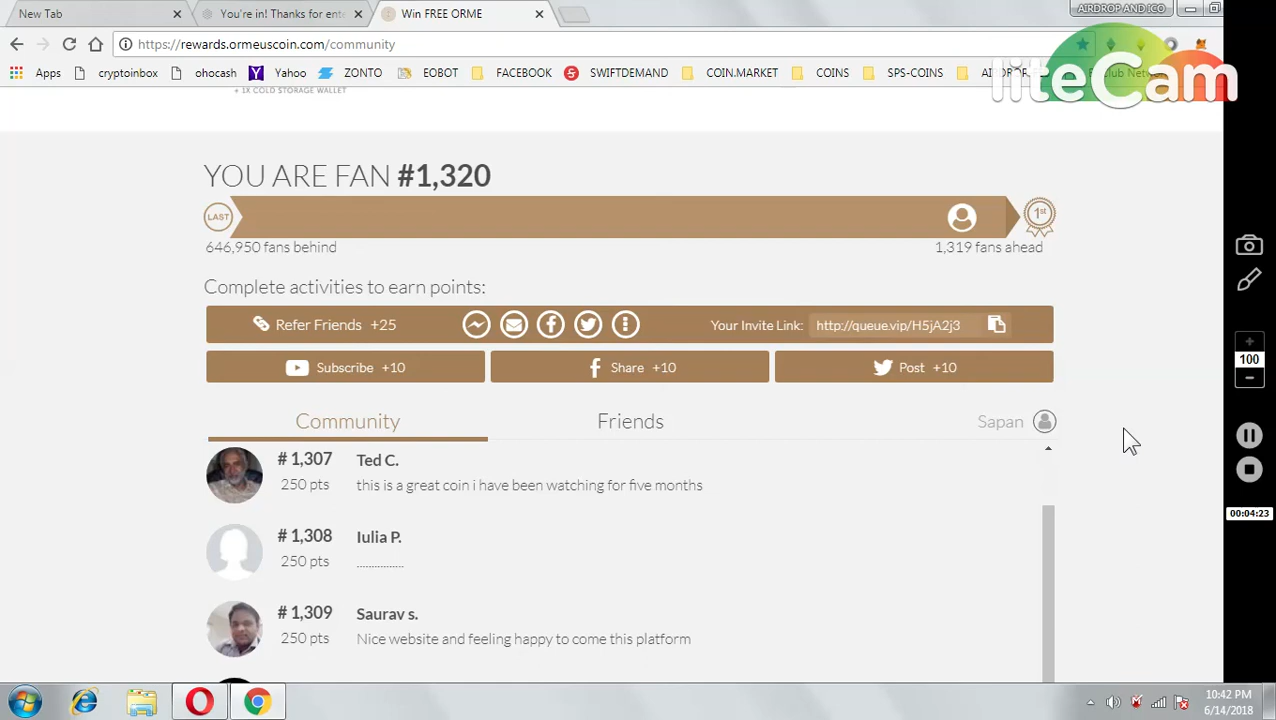 New Tab
You're in! Thanks for ente
Win FREE ORME
AIRDROP AND ICO
https://rewards.ormeuscoin.com/community
Apps cryptoinbox ohocash Yahoo ZONTO EOBOT FACEBOOK SWIFTDEMAND COIN.MARKET COINS SPS-COINS
liteCam
+ 1X COLD STORAGE WALLET
YOU ARE FAN #1,320
LAST
1st
646,950 fans behind
1,319 fans ahead
Complete activities to earn points:
Refer Friends +25
Your Invite Link: http://queue.vip/H5jA2j3
Subscribe +10
Share +10
Post +10
Community
Friends
Sapan
# 1,307 Ted C.
250 pts this is a great coin i have been watching for five months
# 1,308 Iulia P.
250 pts ...............
# 1,309 Saurav s.
250 pts Nice website and feeling happy to come this platform
100
00:04:23
10:42 PM
6/14/2018